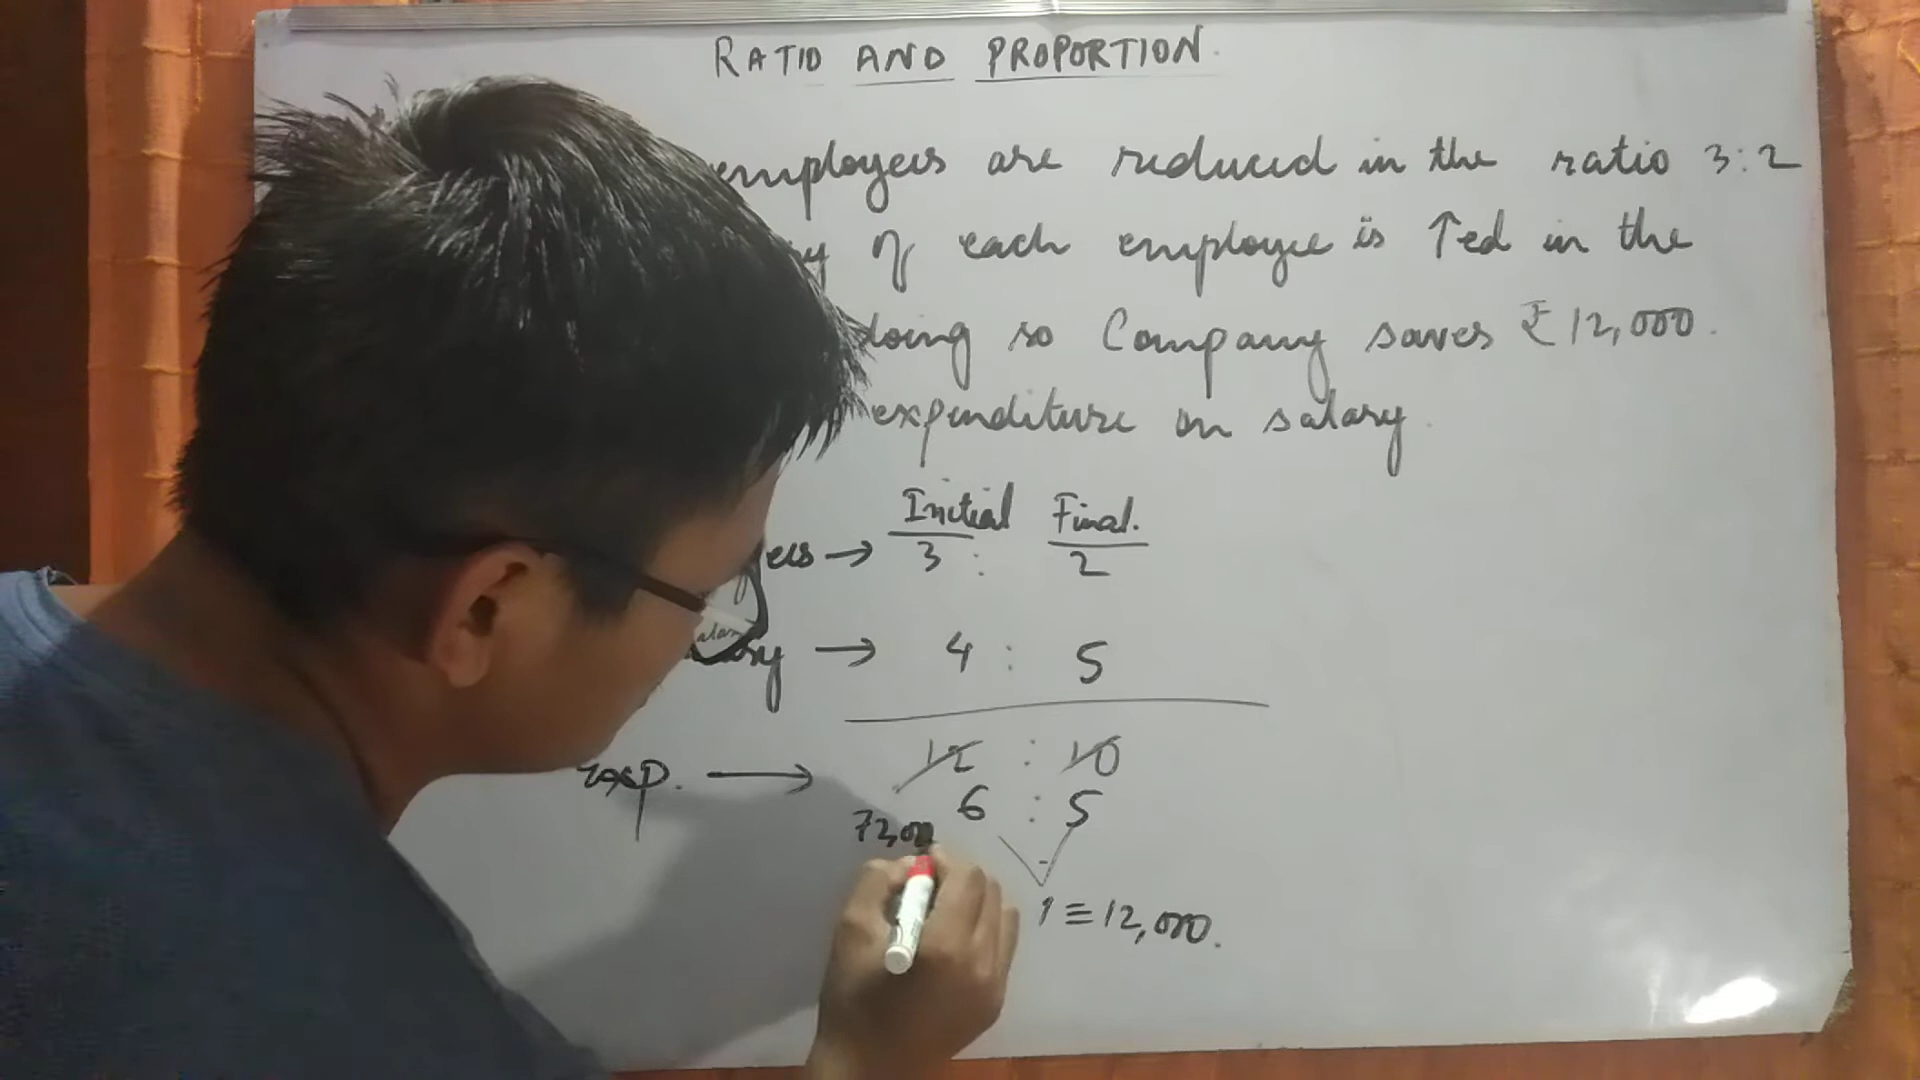 RATIO AND PROPORTION.
employees are reduced in the ratio 3:2
of each employee is ↑ed in the
doing so Company saves ₹12,000.
expenditure on salary.
Initial Final.
→ 3 : 2
→ 4 : 5
Exp. → 12 : 10
6 : 5
72,000
1 ≡ 12,000.